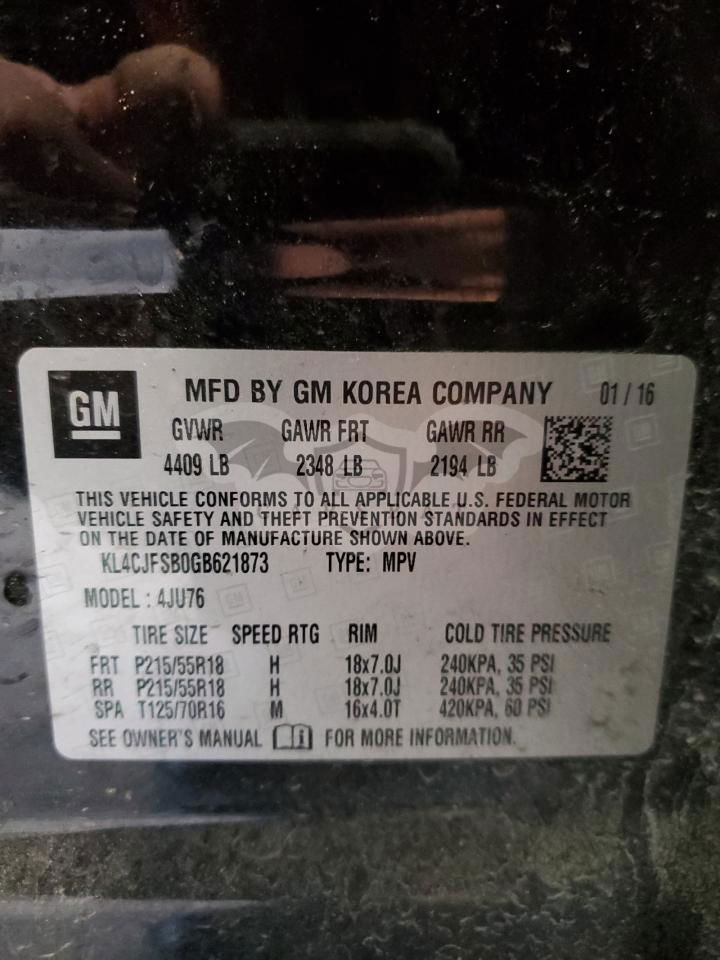 GM
MFD BY GM KOREA COMPANY 01 / 16
GVWR GAWR FRT GAWR RR
4409 LB 2348 LB 2194 LB
THIS VEHICLE CONFORMS TO ALL APPLICABLE U.S. FEDERAL MOTOR
VEHICLE SAFETY AND THEFT PREVENTION STANDARDS IN EFFECT
ON THE DATE OF MANUFACTURE SHOWN ABOVE.
KL4CJFSB0GB621873 TYPE: MPV
MODEL : 4JU76
TIRE SIZE SPEED RTG RIM COLD TIRE PRESSURE
FRT P215/55R18 H 18x7.0J 240KPA, 35 PSI
RR P215/55R18 H 18x7.0J 240KPA, 35 PSI
SPA T125/70R16 M 16x4.0T 420KPA, 60 PSI
SEE OWNER'S MANUAL FOR MORE INFORMATION.